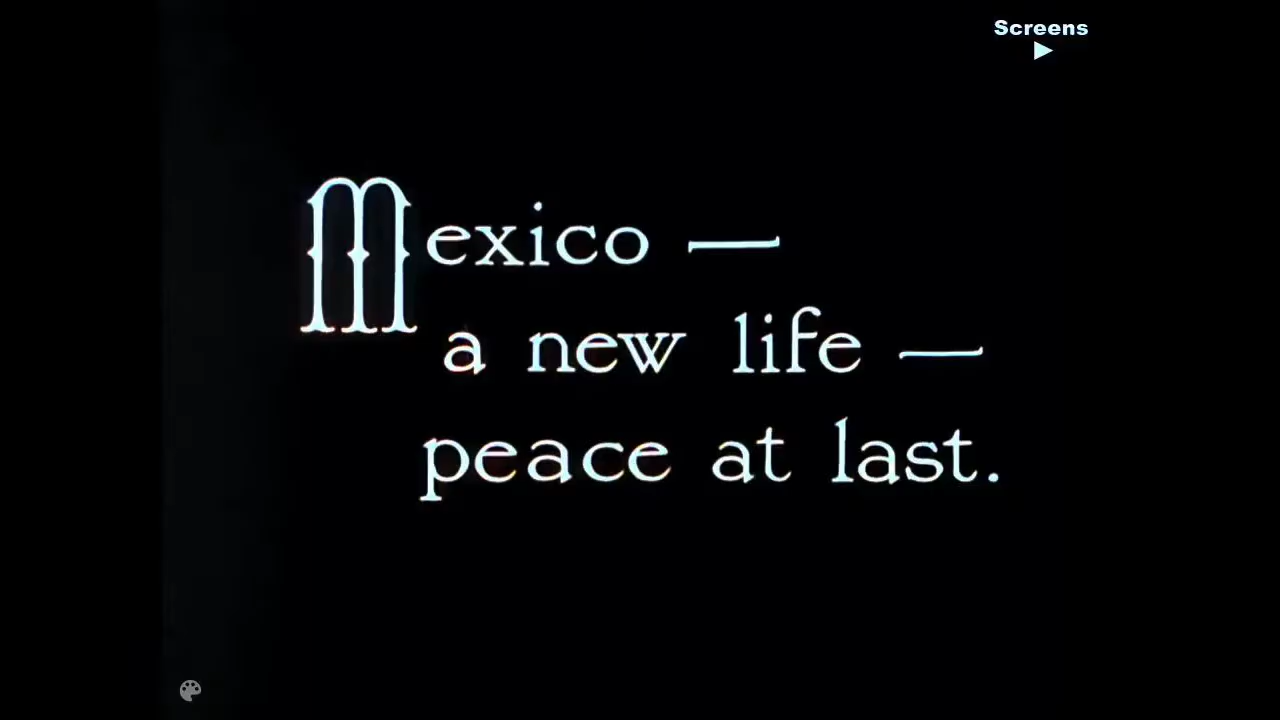 Screens
Mexico —
a new life —
peace at last.